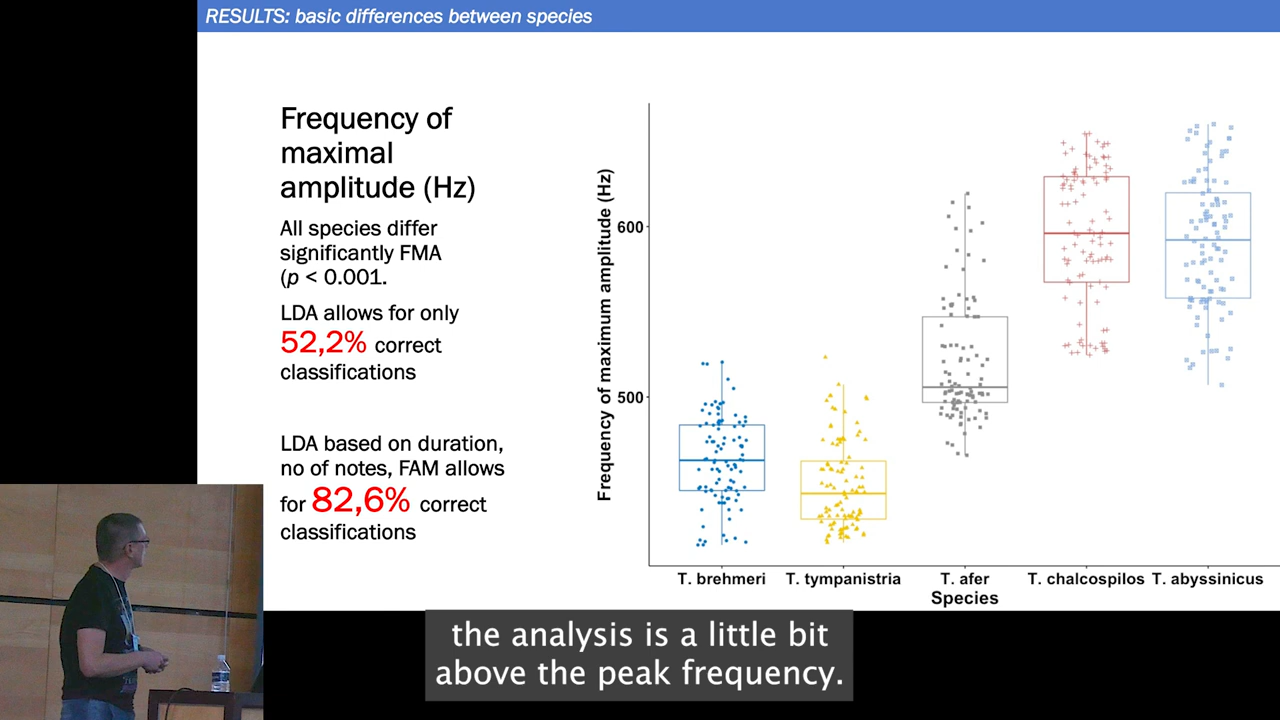 RESULTS: basic differences between species
Frequency of
maximal
amplitude (Hz)
All species differ
significantly FMA
(p < 0.001.
LDA allows for only
52,2% correct
classifications
LDA based on duration,
no of notes, FAM allows
for 82,6% correct
classifications
Frequency of maximum amplitude (Hz)
600
500
T. brehmeri T. tympanistria T. afer T. chalcospilos T. abyssinicus
Species
the analysis is a little bit
above the peak frequency.